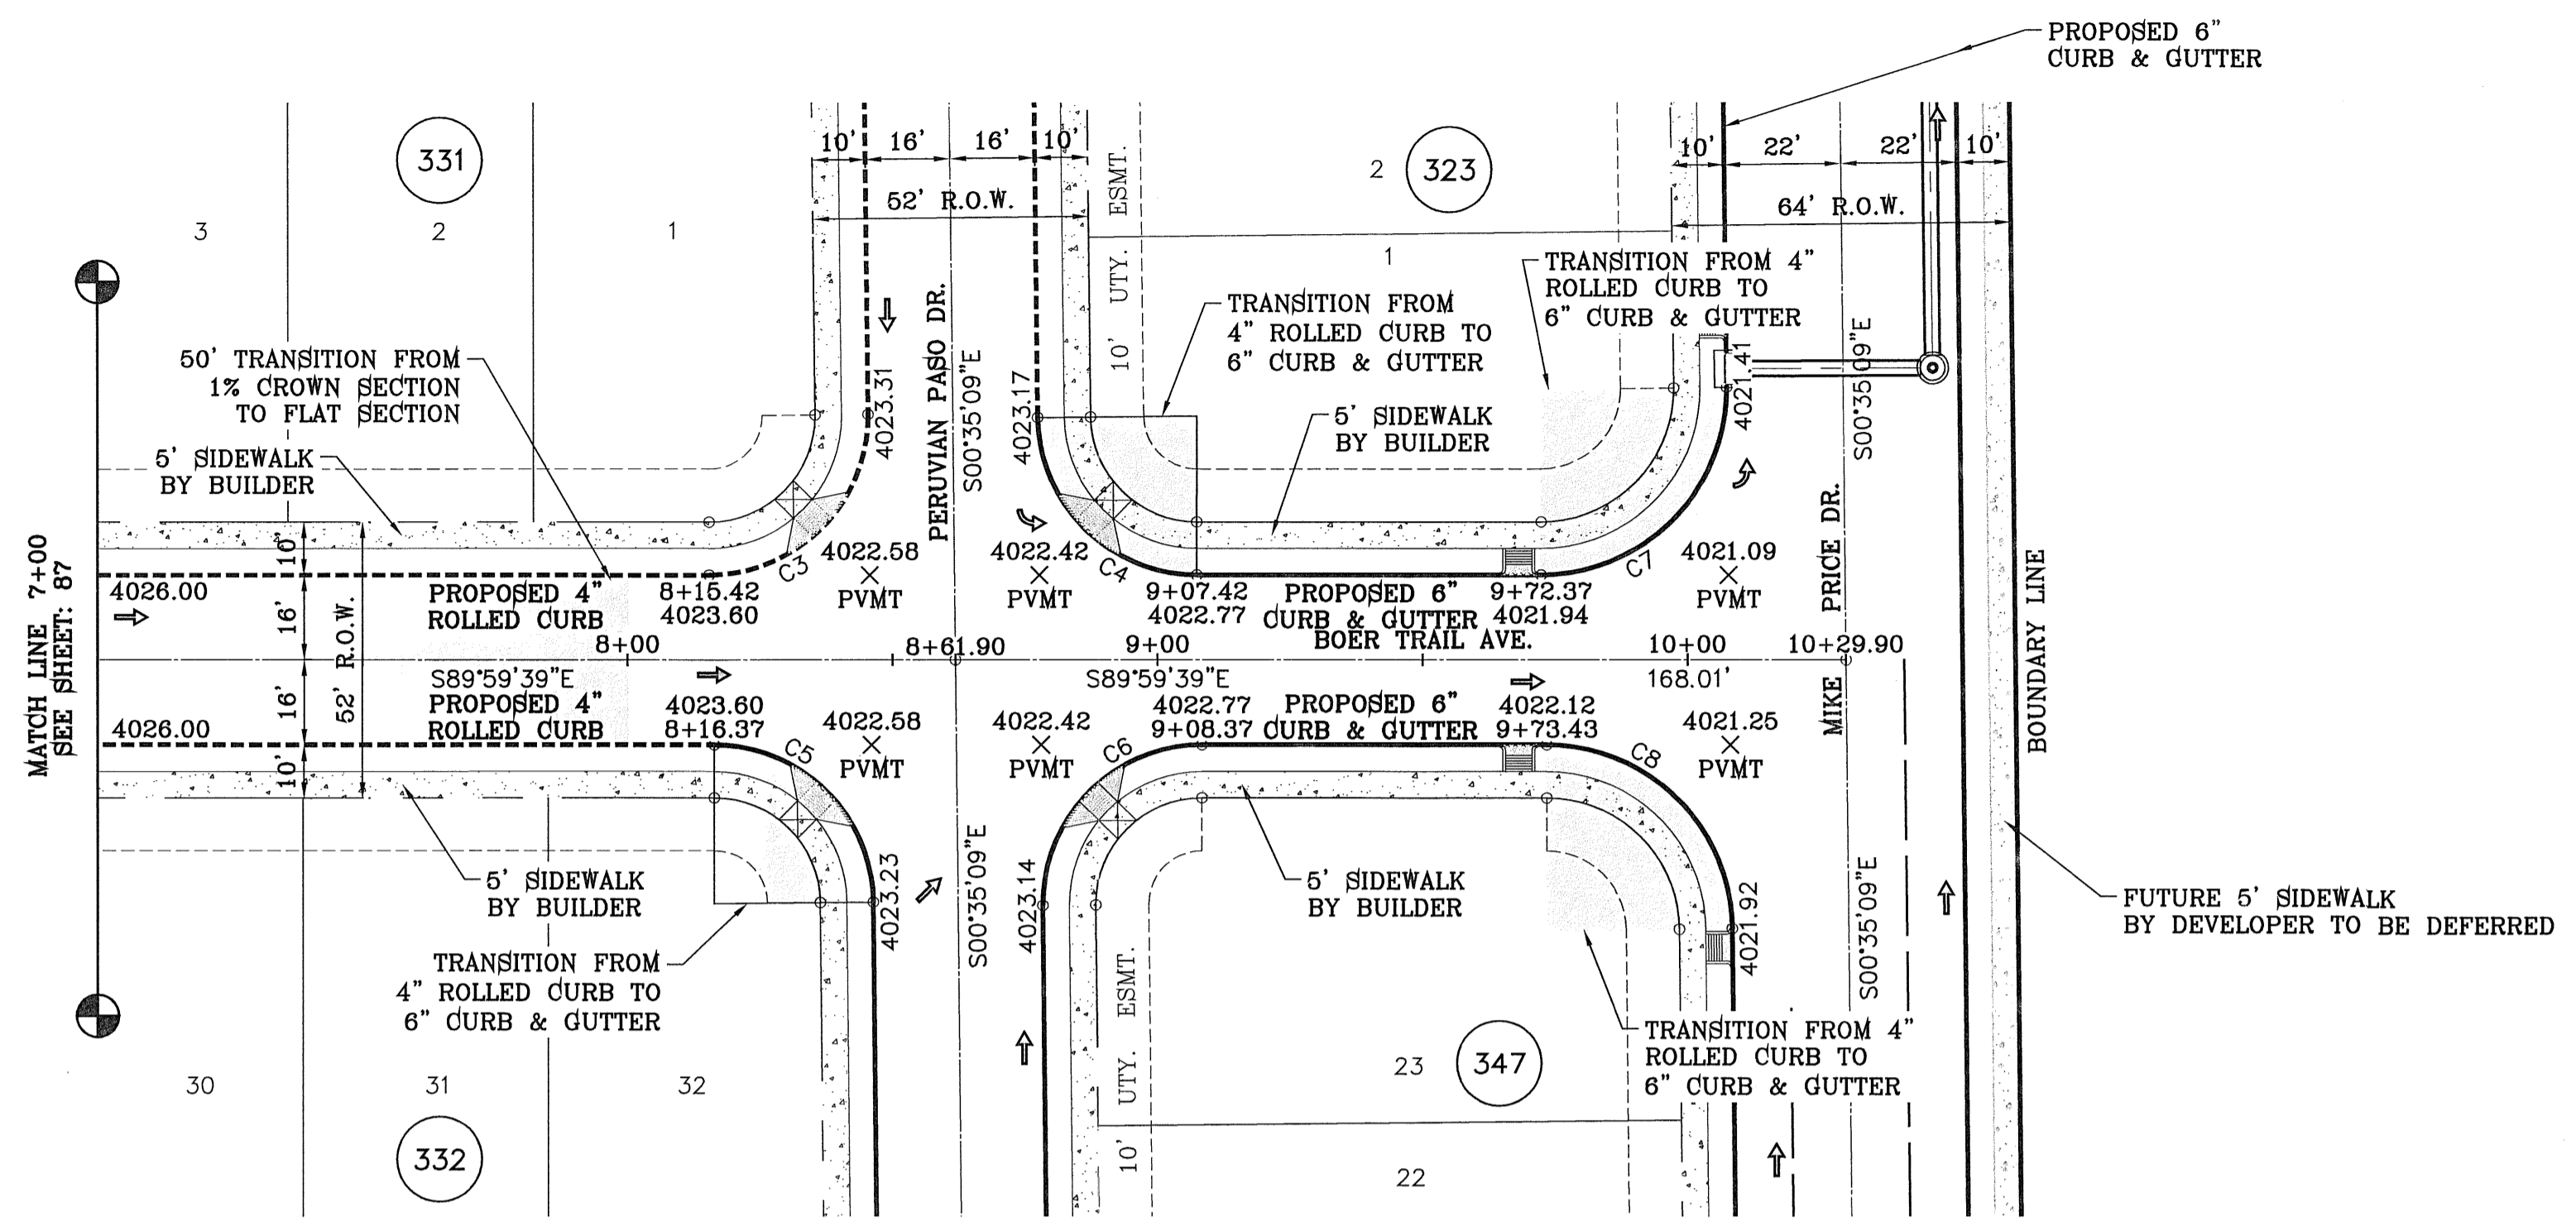 PROPOSED 6"
CURB & GUTTER
331
3
2
1
10'
16'
16'
10'
52' R.O.W.
10' UTY. ESMT.
2
323
1
10'
22'
22'
10'
64' R.O.W.
TRANSITION FROM 4"
ROLLED CURB TO
6" CURB & GUTTER
TRANSITION FROM
4" ROLLED CURB TO
6" CURB & GUTTER
50' TRANSITION FROM
1% CROWN SECTION
TO FLAT SECTION
5' SIDEWALK
BY BUILDER
5' SIDEWALK
BY BUILDER
4023.31
PERUVIAN PASO DR.
S00°35'09"E
4023.17
4021.41
S00°35'09"E
MATCH LINE 7+00
SEE SHEET: 87
10'
16'
16'
10'
52' R.O.W.
C3
4022.58
PVMT
4022.42
PVMT
C4
C7
4021.09
PVMT
4026.00
PROPOSED 4"
ROLLED CURB
8+15.42
4023.60
9+07.42
4022.77
PROPOSED 6"
CURB & GUTTER
9+72.37
4021.94
BOER TRAIL AVE.
8+00
8+61.90
9+00
10+00
10+29.90
S89°59'39"E
S89°59'39"E
168.01'
MIKE PRICE DR.
BOUNDARY LINE
4026.00
PROPOSED 4"
ROLLED CURB
4023.60
8+16.37
4022.58
PVMT
4022.42
PVMT
4022.77
9+08.37
PROPOSED 6"
CURB & GUTTER
4022.12
9+73.43
4021.25
PVMT
C5
C6
C8
5' SIDEWALK
BY BUILDER
4023.23
S00°35'09"E
4023.14
5' SIDEWALK
BY BUILDER
4021.92
S00°35'09"E
FUTURE 5' SIDEWALK
BY DEVELOPER TO BE DEFERRED
TRANSITION FROM
4" ROLLED CURB TO
6" CURB & GUTTER
10' UTY. ESMT.
TRANSITION FROM 4"
ROLLED CURB TO
6" CURB & GUTTER
30
31
32
332
23
347
22